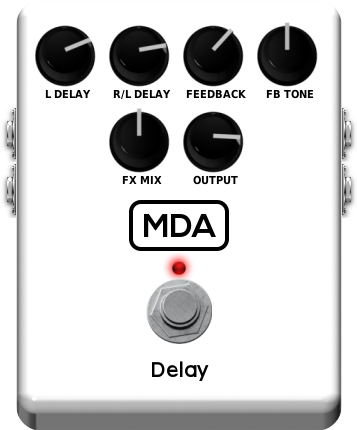 L DELAY R/L DELAY FEEDBACK FB TONE
FX MIX OUTPUT
MDA
Delay